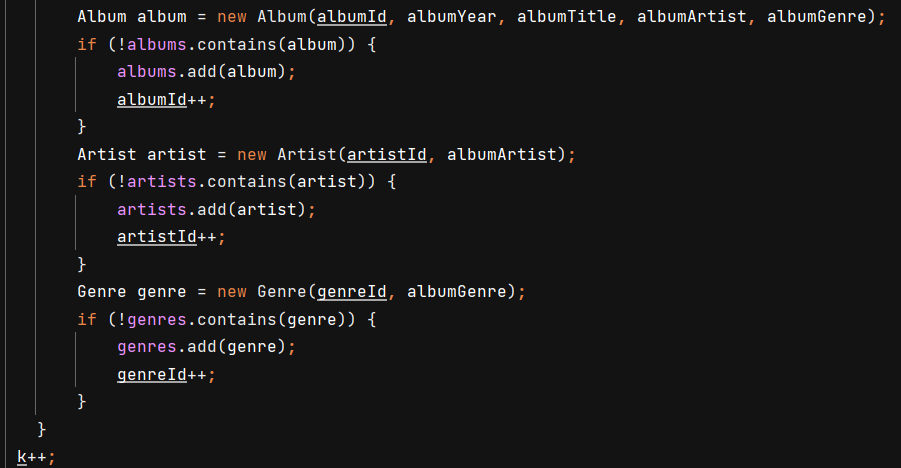 Album album = new Album(albumId, albumYear, albumTitle, albumArtist, albumGenre);
if (!albums.contains(album)) {
albums.add(album);
albumId++;
}
Artist artist = new Artist(artistId, albumArtist);
if (!artists.contains(artist)) {
artists.add(artist);
artistId++;
}
Genre genre = new Genre(genreId, albumGenre);
if (!genres.contains(genre)) {
genres.add(genre);
genreId++;
}
}
k++;